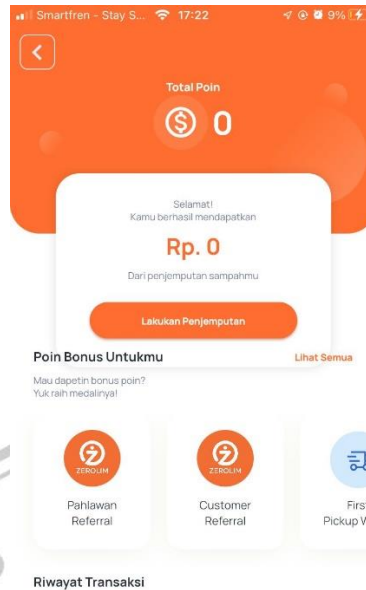 Smartfren - Stay S... 17:22 9%
Total Poin
0
Selamat!
Kamu berhasil mendapatkan
Rp. 0
Dari penjemputan sampahmu
Lakukan Penjemputan
Poin Bonus Untukmu Lihat Semua
Mau dapetin bonus poin?
Yuk raih medalinya!
ZEROLIM ZEROLIM
Pahlawan Customer Firs
Referral Referral Pickup W
Riwayat Transaksi